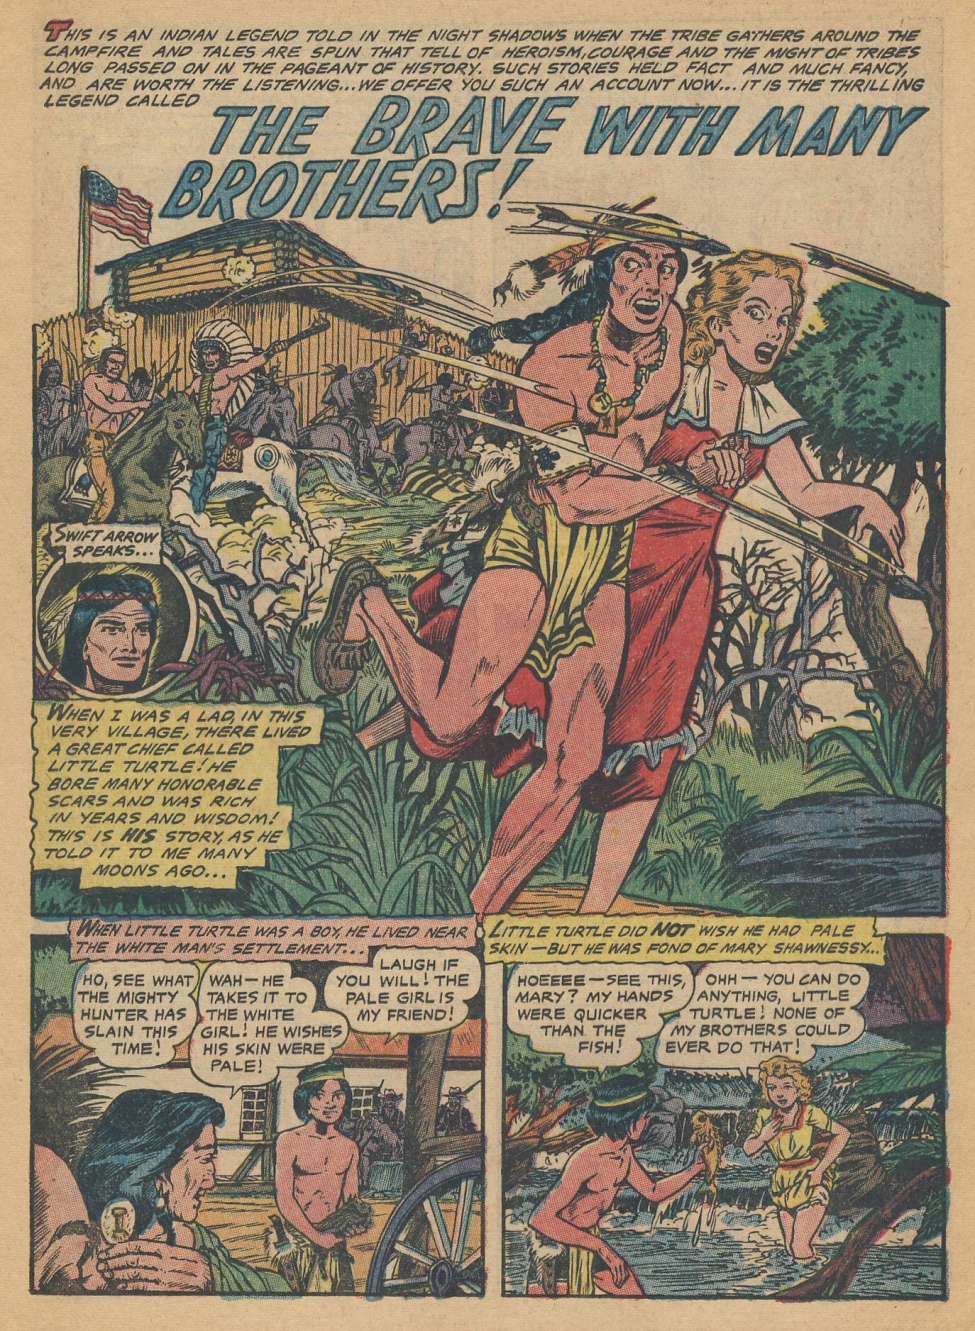 THIS IS AN INDIAN LEGEND TOLD IN THE NIGHT SHADOWS WHEN THE TRIBE GATHERS AROUND THE
CAMPFIRE AND TALES ARE SPUN THAT TELL OF HEROISM, COURAGE AND THE MIGHT OF TRIBES
LONG PASSED ON IN THE PAGEANT OF HISTORY. SUCH STORIES HELD FACT AND MUCH FANCY,
AND ARE WORTH THE LISTENING... WE OFFER YOU SUCH AN ACCOUNT NOW... IT IS THE THRILLING
LEGEND CALLED
THE BRAVE WITH MANY
BROTHERS!
SWIFT ARROW
SPEAKS...
WHEN I WAS A LAD, IN THIS
VERY VILLAGE, THERE LIVED
A GREAT CHIEF CALLED
LITTLE TURTLE! HE
BORE MANY HONORABLE
SCARS AND WAS RICH
IN YEARS AND WISDOM!
THIS IS HIS STORY, AS HE
TOLD IT TO ME MANY
MOONS AGO...
WHEN LITTLE TURTLE WAS A BOY, HE LIVED NEAR
THE WHITE MAN'S SETTLEMENT...
HO, SEE WHAT
THE MIGHTY
HUNTER HAS
SLAIN THIS
TIME!
WAH — HE
TAKES IT TO
THE WHITE
GIRL! HE WISHES
HIS SKIN WERE
PALE!
LAUGH IF
YOU WILL! THE
PALE GIRL IS
MY FRIEND!
LITTLE TURTLE DID NOT WISH HE HAD PALE
SKIN — BUT HE WAS FOND OF MARY SHAWNESSY...
HOEEEE — SEE THIS,
MARY? MY HANDS
WERE QUICKER
THAN THE
FISH!
OHH — YOU CAN DO
ANYTHING, LITTLE
TURTLE! NONE OF
MY BROTHERS COULD
EVER DO THAT!